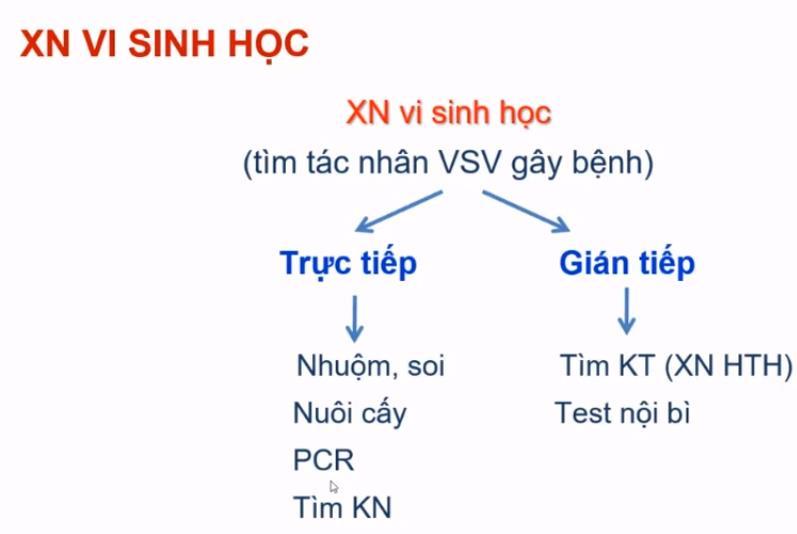 XN VI SINH HỌC
XN vi sinh học
(tìm tác nhân VSV gây bệnh)
Trực tiếp
Nhuộm, soi
Nuôi cấy
PCR
Tìm KN
Gián tiếp
Tìm KT (XN HTH)
Test nội bì